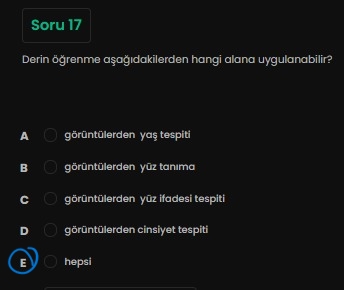 Soru 17
Derin öğrenme aşağıdakilerden hangi alana uygulanabilir?
A görüntülerden yaş tespiti
B görüntülerden yüz tanıma
C görüntülerden yüz ifadesi tespiti
D görüntülerden cinsiyet tespiti
E hepsi